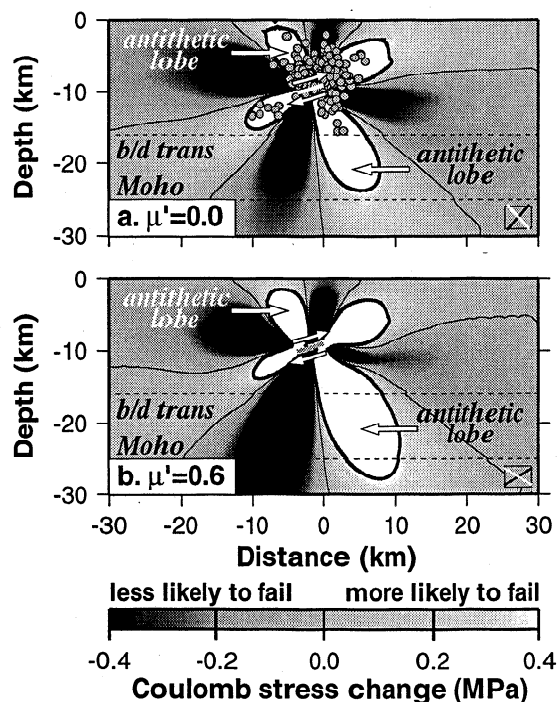 0
antithetic
lobe
-10
Depth (km)
b/d trans
antithetic
lobe
-20
Moho
a. μ'=0.0
-30
0
antithetic
lobe
-10
Depth (km)
b/d trans
antithetic
lobe
-20
Moho
b. μ'=0.6
-30
-30 -20 -10 0 10 20 30
Distance (km)
less likely to fail more likely to fail
-0.4 -0.2 0.0 0.2 0.4
Coulomb stress change (MPa)